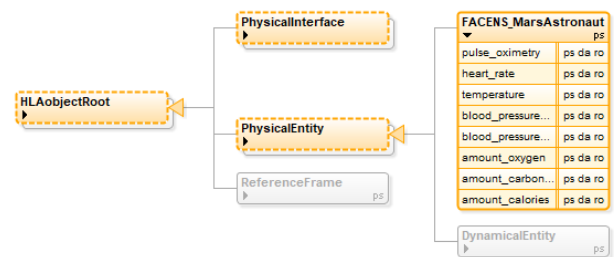 HLAobjectRoot
PhysicalInterface
PhysicalEntity
ReferenceFrame
ps
FACENS_MarsAstronaut
ps
pulse_oximetry ps da ro
heart_rate ps da ro
temperature ps da ro
blood_pressure... ps da ro
blood_pressure... ps da ro
amount_oxygen ps da ro
amount_carbon... ps da ro
amount_calories ps da ro
DynamicalEntity
ps